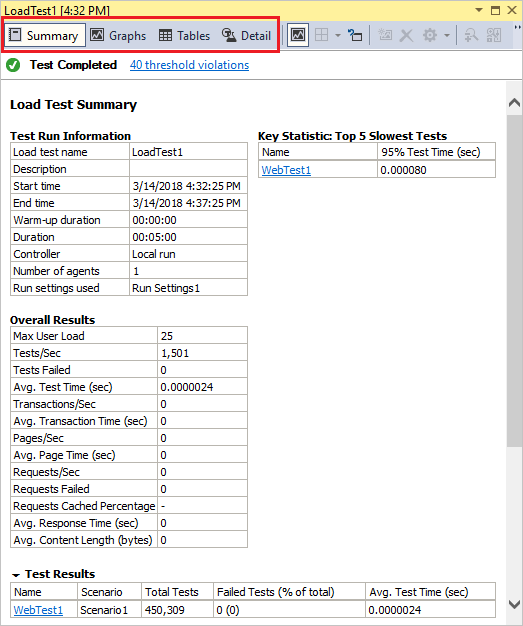 LoadTest1 [4:32 PM]
Summary Graphs Tables Detail
Test Completed 40 threshold violations
Load Test Summary
Test Run Information
Load test name LoadTest1
Description
Start time 3/14/2018 4:32:25 PM
End time 3/14/2018 4:37:25 PM
Warm-up duration 00:00:00
Duration 00:05:00
Controller Local run
Number of agents 1
Run settings used Run Settings1
Key Statistic: Top 5 Slowest Tests
Name 95% Test Time (sec)
WebTest1 0.000080
Overall Results
Max User Load 25
Tests/Sec 1,501
Tests Failed 0
Avg. Test Time (sec) 0.0000024
Transactions/Sec 0
Avg. Transaction Time (sec) 0
Pages/Sec 0
Avg. Page Time (sec) 0
Requests/Sec 0
Requests Failed 0
Requests Cached Percentage -
Avg. Response Time (sec) 0
Avg. Content Length (bytes) 0
Test Results
Name Scenario Total Tests Failed Tests (% of total) Avg. Test Time (sec)
WebTest1 Scenario1 450,309 0 (0) 0.0000024